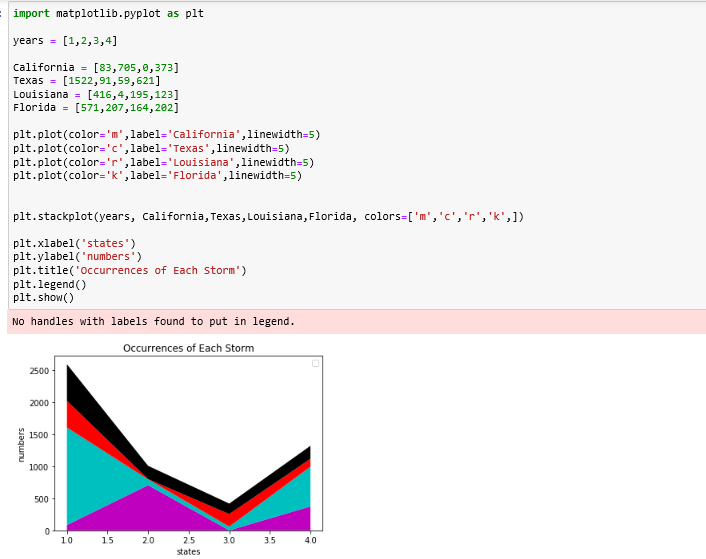 import matplotlib.pyplot as plt
years = [1,2,3,4]
California = [83,705,0,373]
Texas = [1522,91,59,621]
Louisiana = [416,4,195,123]
Florida = [571,207,164,202]
plt.plot(color='m',label='California',linewidth=5)
plt.plot(color='c',label='Texas',linewidth=5)
plt.plot(color='r',label='Louisiana',linewidth=5)
plt.plot(color='k',label='Florida',linewidth=5)
plt.stackplot(years, California,Texas,Louisiana,Florida, colors=['m','c','r','k',])
plt.xlabel('states')
plt.ylabel('numbers')
plt.title('Occurrences of Each Storm')
plt.legend()
plt.show()
No handles with labels found to put in legend.
Occurrences of Each Storm
2500
2000
1500
1000
500
0
numbers
1.0 1.5 2.0 2.5 3.0 3.5 4.0
states